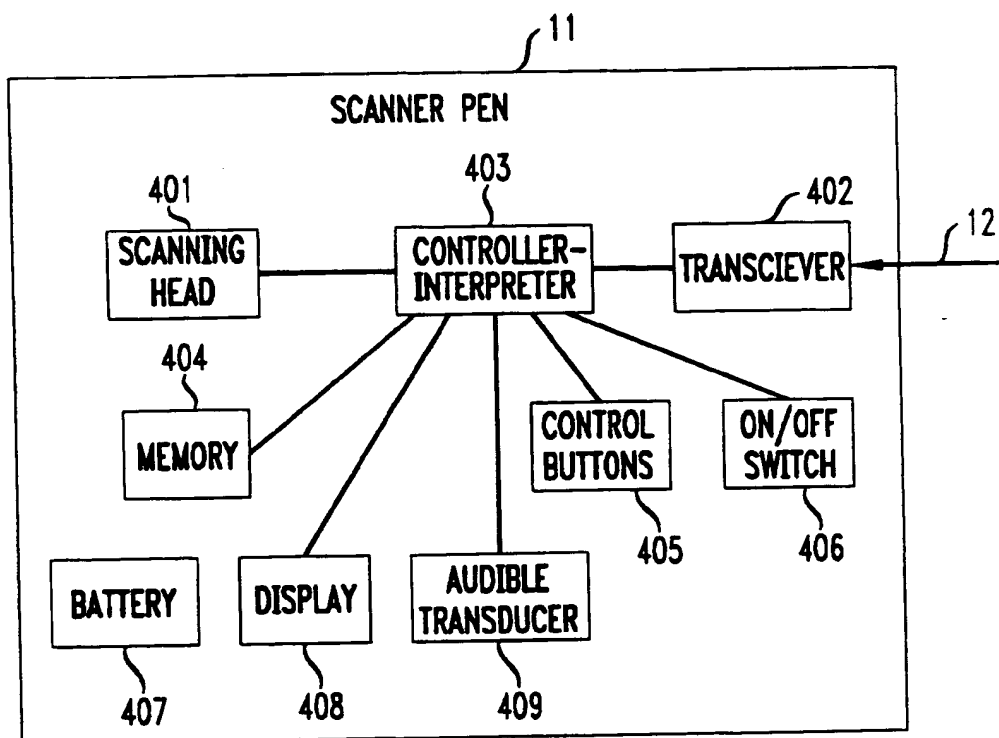 11
SCANNER PEN
401
403
402
12
SCANNING
HEAD
CONTROLLER-
INTERPRETER
TRANSCIEVER
404
MEMORY
CONTROL
BUTTONS
ON/OFF
SWITCH
405
406
BATTERY
DISPLAY
AUDIBLE
TRANSDUCER
407
408
409